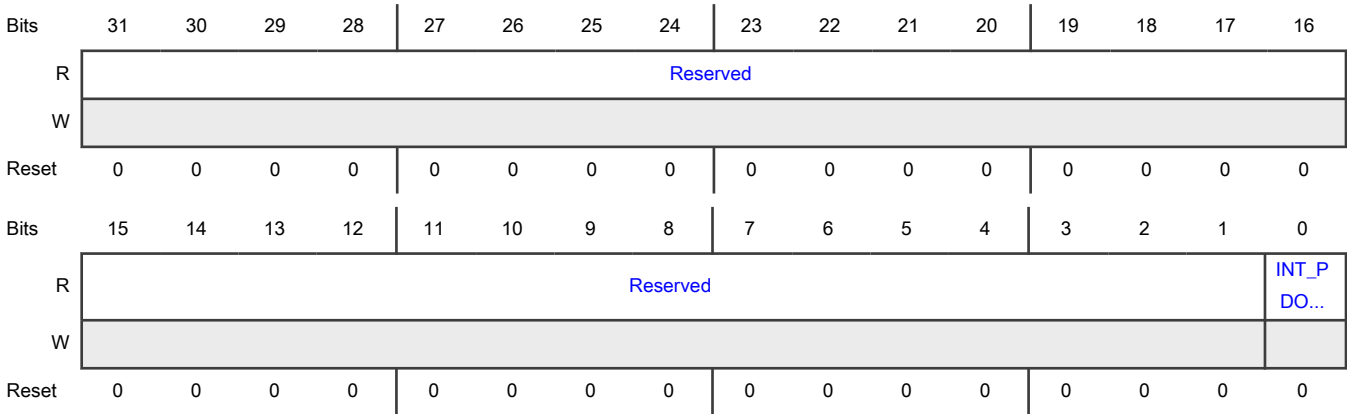 Bits 31 30 29 28 27 26 25 24 23 22 21 20 19 18 17 16
R Reserved
W
Reset 0 0 0 0 0 0 0 0 0 0 0 0 0 0 0 0
Bits 15 14 13 12 11 10 9 8 7 6 5 4 3 2 1 0
R Reserved INT_P
DO...
W
Reset 0 0 0 0 0 0 0 0 0 0 0 0 0 0 0 0